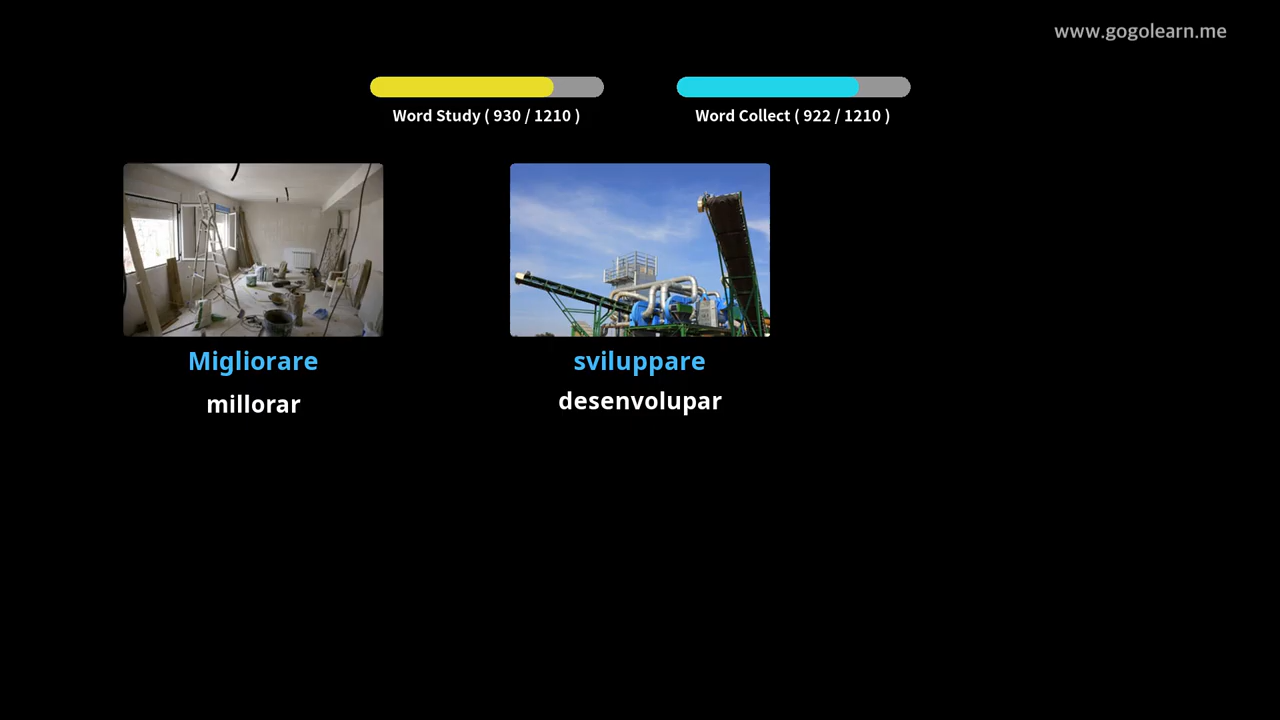 www.gogolearn.me
Word Study ( 930 / 1210 )
Word Collect ( 922 / 1210 )
Migliorare
millorar
sviluppare
desenvolupar